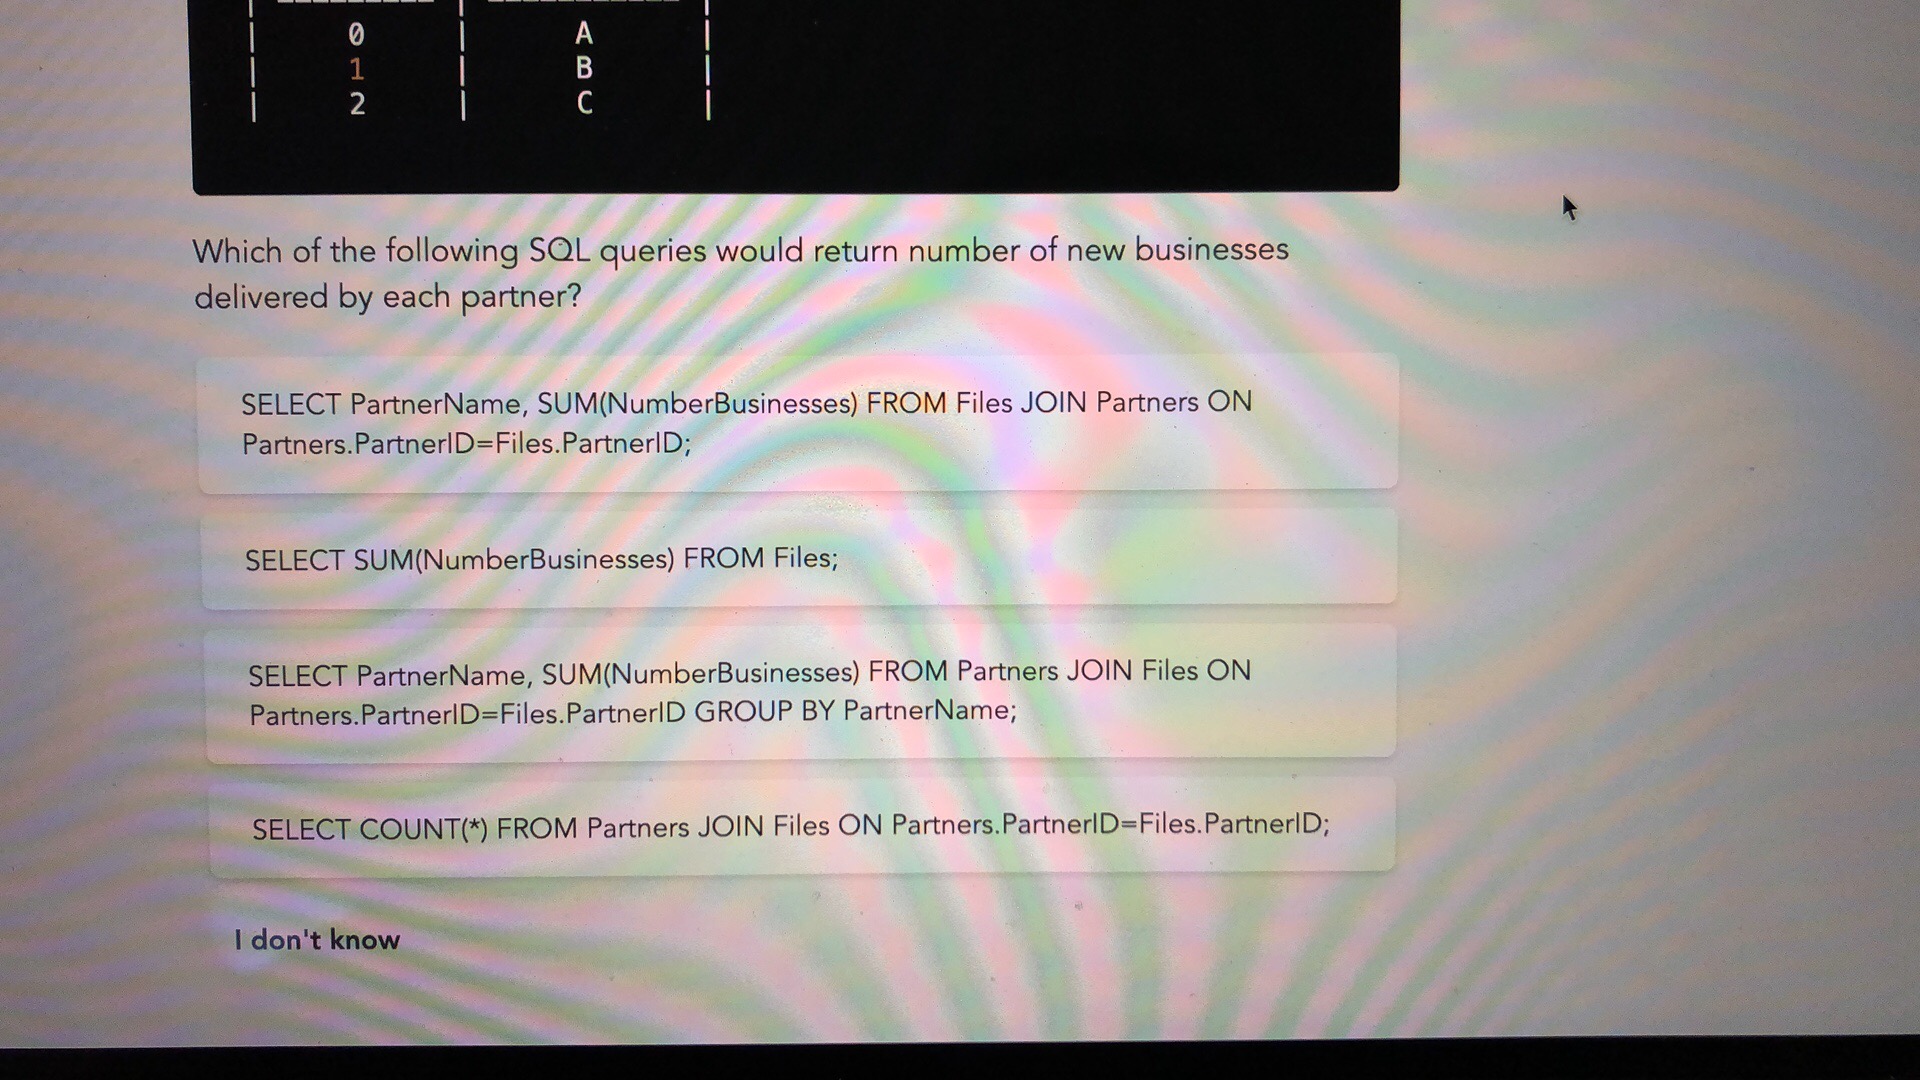 | 0 | A |
| 1 | B |
| 2 | C |
Which of the following SQL queries would return number of new businesses
delivered by each partner?
SELECT PartnerName, SUM(NumberBusinesses) FROM Files JOIN Partners ON
Partners.PartnerID=Files.PartnerID;
SELECT SUM(NumberBusinesses) FROM Files;
SELECT PartnerName, SUM(NumberBusinesses) FROM Partners JOIN Files ON
Partners.PartnerID=Files.PartnerID GROUP BY PartnerName;
SELECT COUNT(*) FROM Partners JOIN Files ON Partners.PartnerID=Files.PartnerID;
I don't know